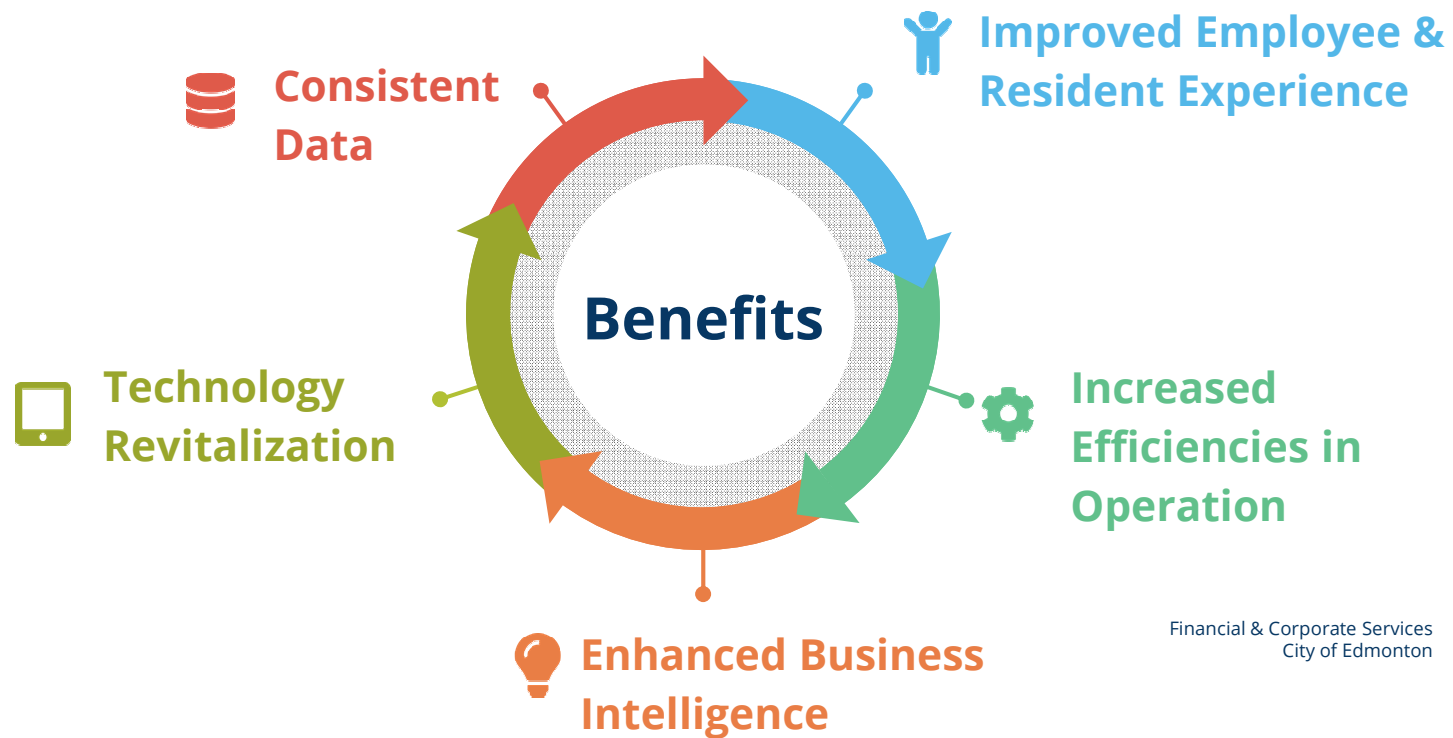 Improved Employee &
Resident Experience
Consistent
Data
Benefits
Technology
Revitalization
Increased
Efficiencies in
Operation
Enhanced Business
Intelligence
Financial & Corporate Services
City of Edmonton